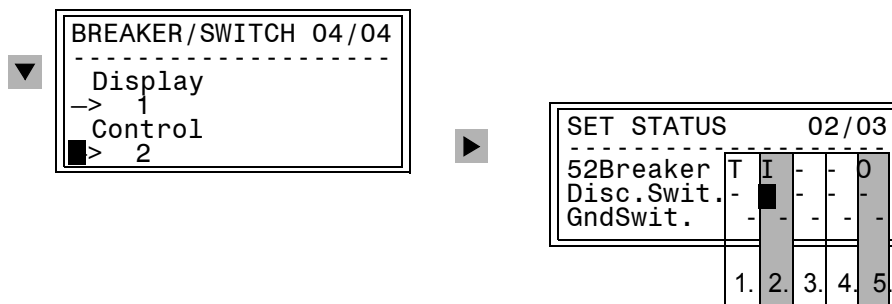 BREAKER/SWITCH 04/04
---------------------
Display
—> 1
Control
> 2
SET STATUS 02/03
---------------------
52Breaker T I - - O
Disc.Swit. - - - -
GndSwit. - - - - -
1. 2. 3. 4. 5